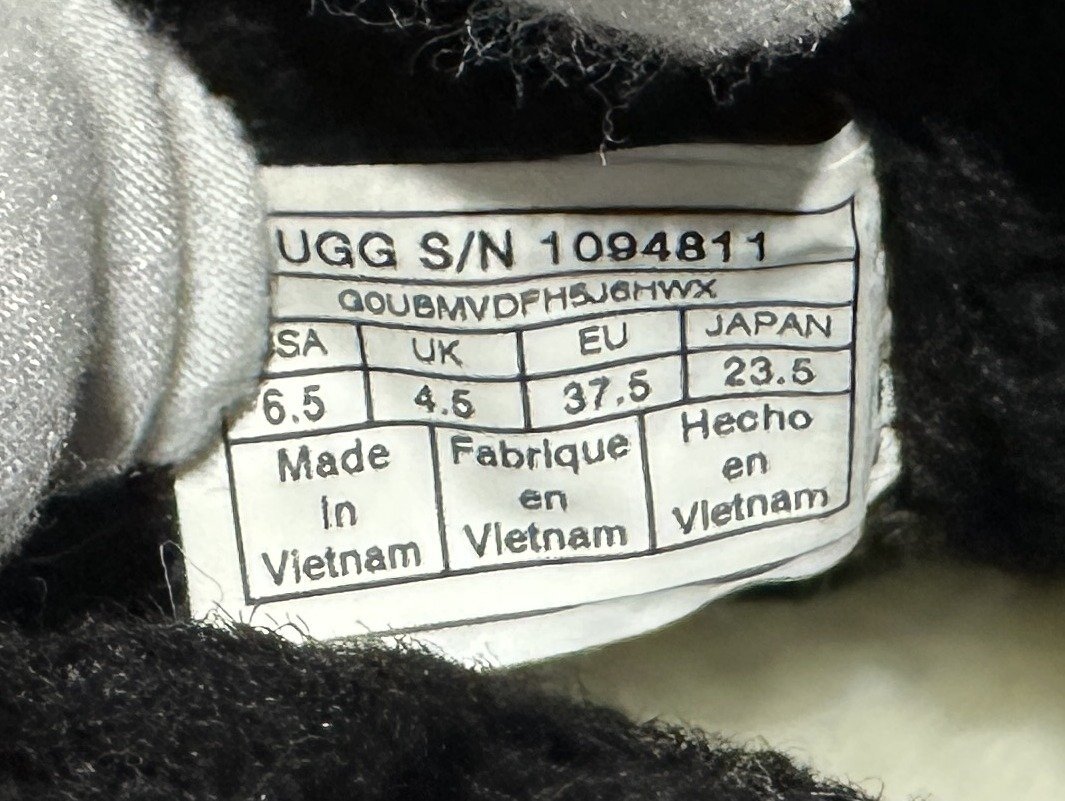 UGG S/N 1094811
QOUBMVDFH5J6HWX
SA UK EU JAPAN
6.5 4.5 37.5 23.5
Made in Vietnam
Fabrique en Vietnam
Hecho en Vietnam